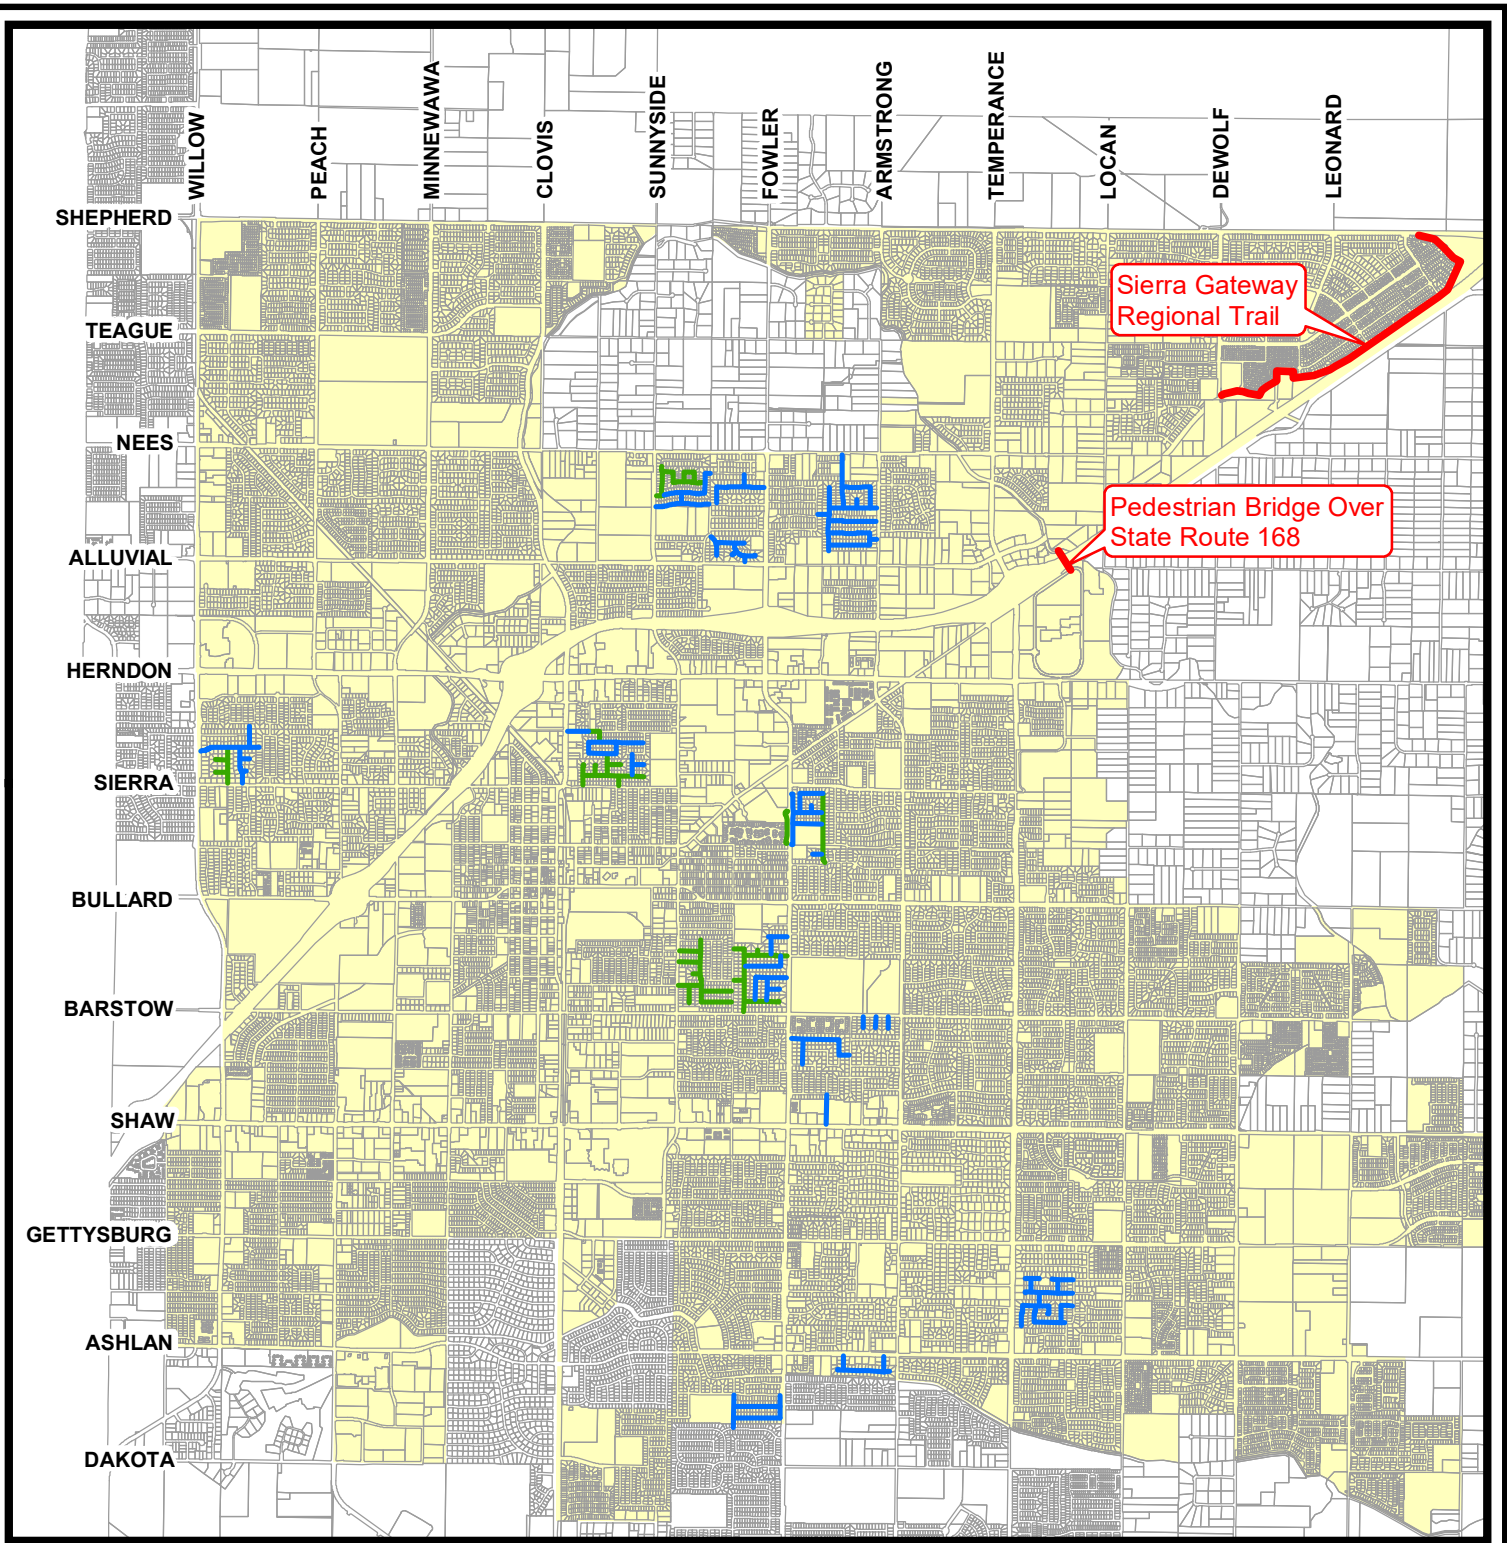 WILLOW
PEACH
MINNEWAWA
CLOVIS
SUNNYSIDE
FOWLER
ARMSTRONG
TEMPERANCE
LOCAN
DEWOLF
LEONARD
SHEPHERD
Sierra Gateway
Regional Trail
TEAGUE
NEES
Pedestrian Bridge Over
State Route 168
ALLUVIAL
HERNDON
SIERRA
BULLARD
BARSTOW
SHAW
GETTYSBURG
ASHLAN
DAKOTA